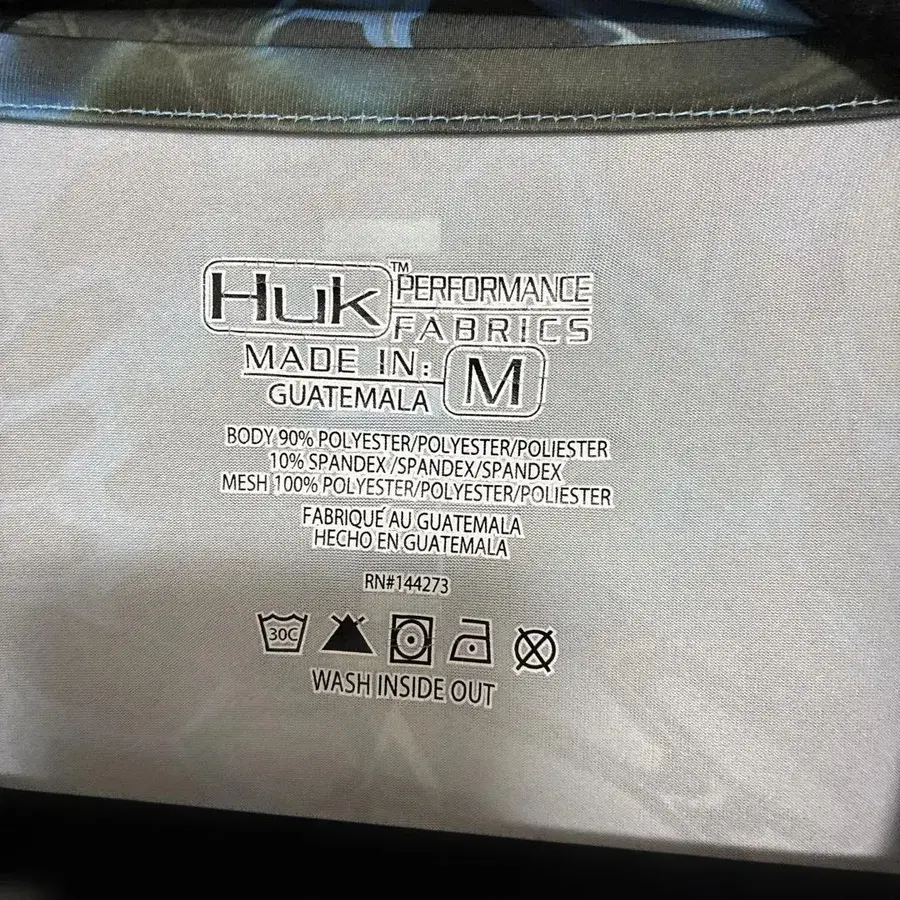 Huk™ PERFORMANCE FABRICS
MADE IN: GUATEMALA M
BODY 90% POLYESTER/POLYESTER/POLIESTER
10% SPANDEX/SPANDEX/SPANDEX
MESH 100% POLYESTER/POLYESTER/POLIESTER
FABRIQUÉ AU GUATEMALA
HECHO EN GUATEMALA
RN#144273
30C
WASH INSIDE OUT